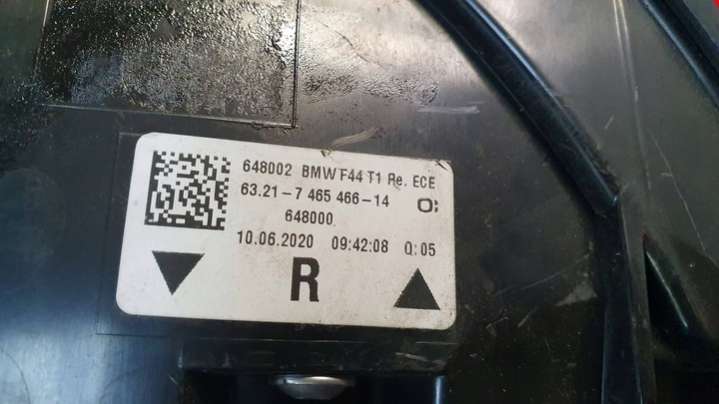 648002 BMW F44 T1 Re. ECE
63.21-7 465 466-14
648000
10.06.2020 09:42:08 Q:05
R